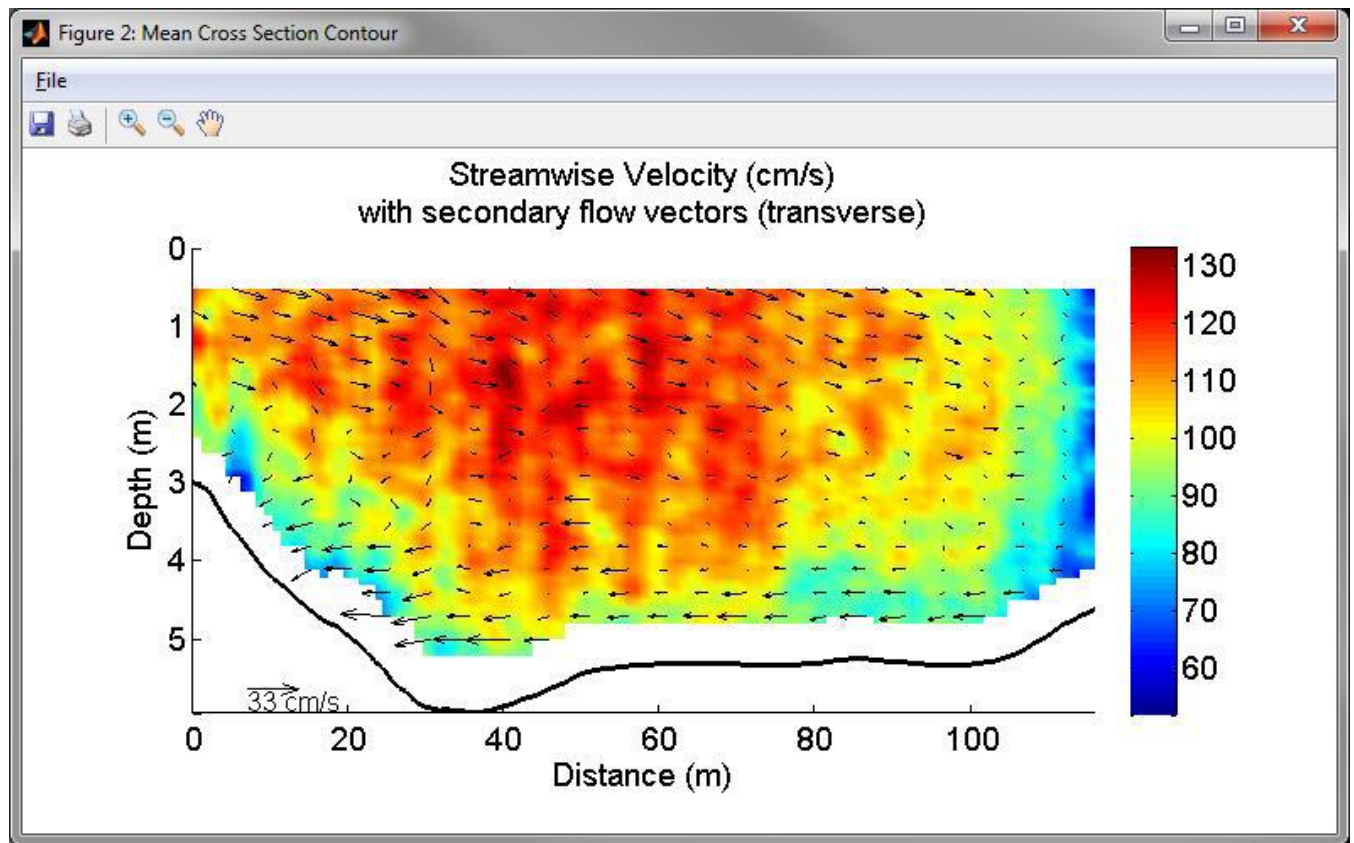 Figure 2: Mean Cross Section Contour
File
Streamwise Velocity (cm/s)
with secondary flow vectors (transverse)
0
1
2
3
4
5
Depth (m)
33 cm/s
0 20 40 60 80 100
Distance (m)
130
120
110
100
90
80
70
60